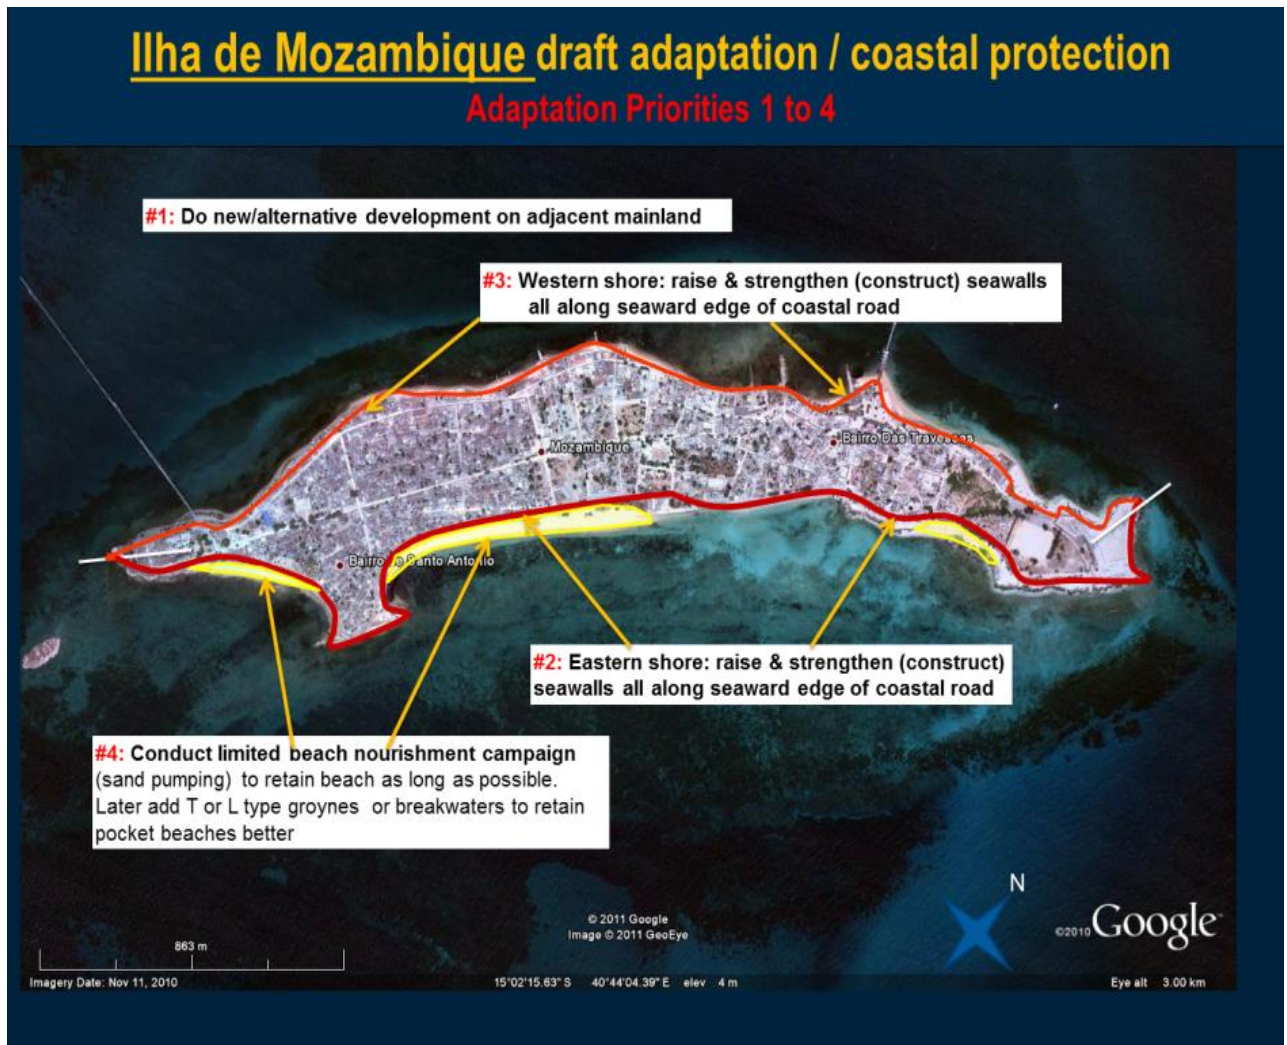 Ilha de Mozambique draft adaptation / coastal protection
Adaptation Priorities 1 to 4
#1: Do new/alternative development on adjacent mainland
#3: Western shore: raise & strengthen (construct) seawalls
all along seaward edge of coastal road
Bairro Das Travessas
Mozambique
Bairro de Santo Antonio
#2: Eastern shore: raise & strengthen (construct)
seawalls all along seaward edge of coastal road
#4: Conduct limited beach nourishment campaign
(sand pumping) to retain beach as long as possible.
Later add T or L type groynes or breakwaters to retain
pocket beaches better
N
© 2011 Google
Image © 2011 GeoEye
©2010 Google
863 m
Imagery Date: Nov 11, 2010 15°02'15.63" S 40°44'04.39" E elev 4 m Eye alt 3.00 km